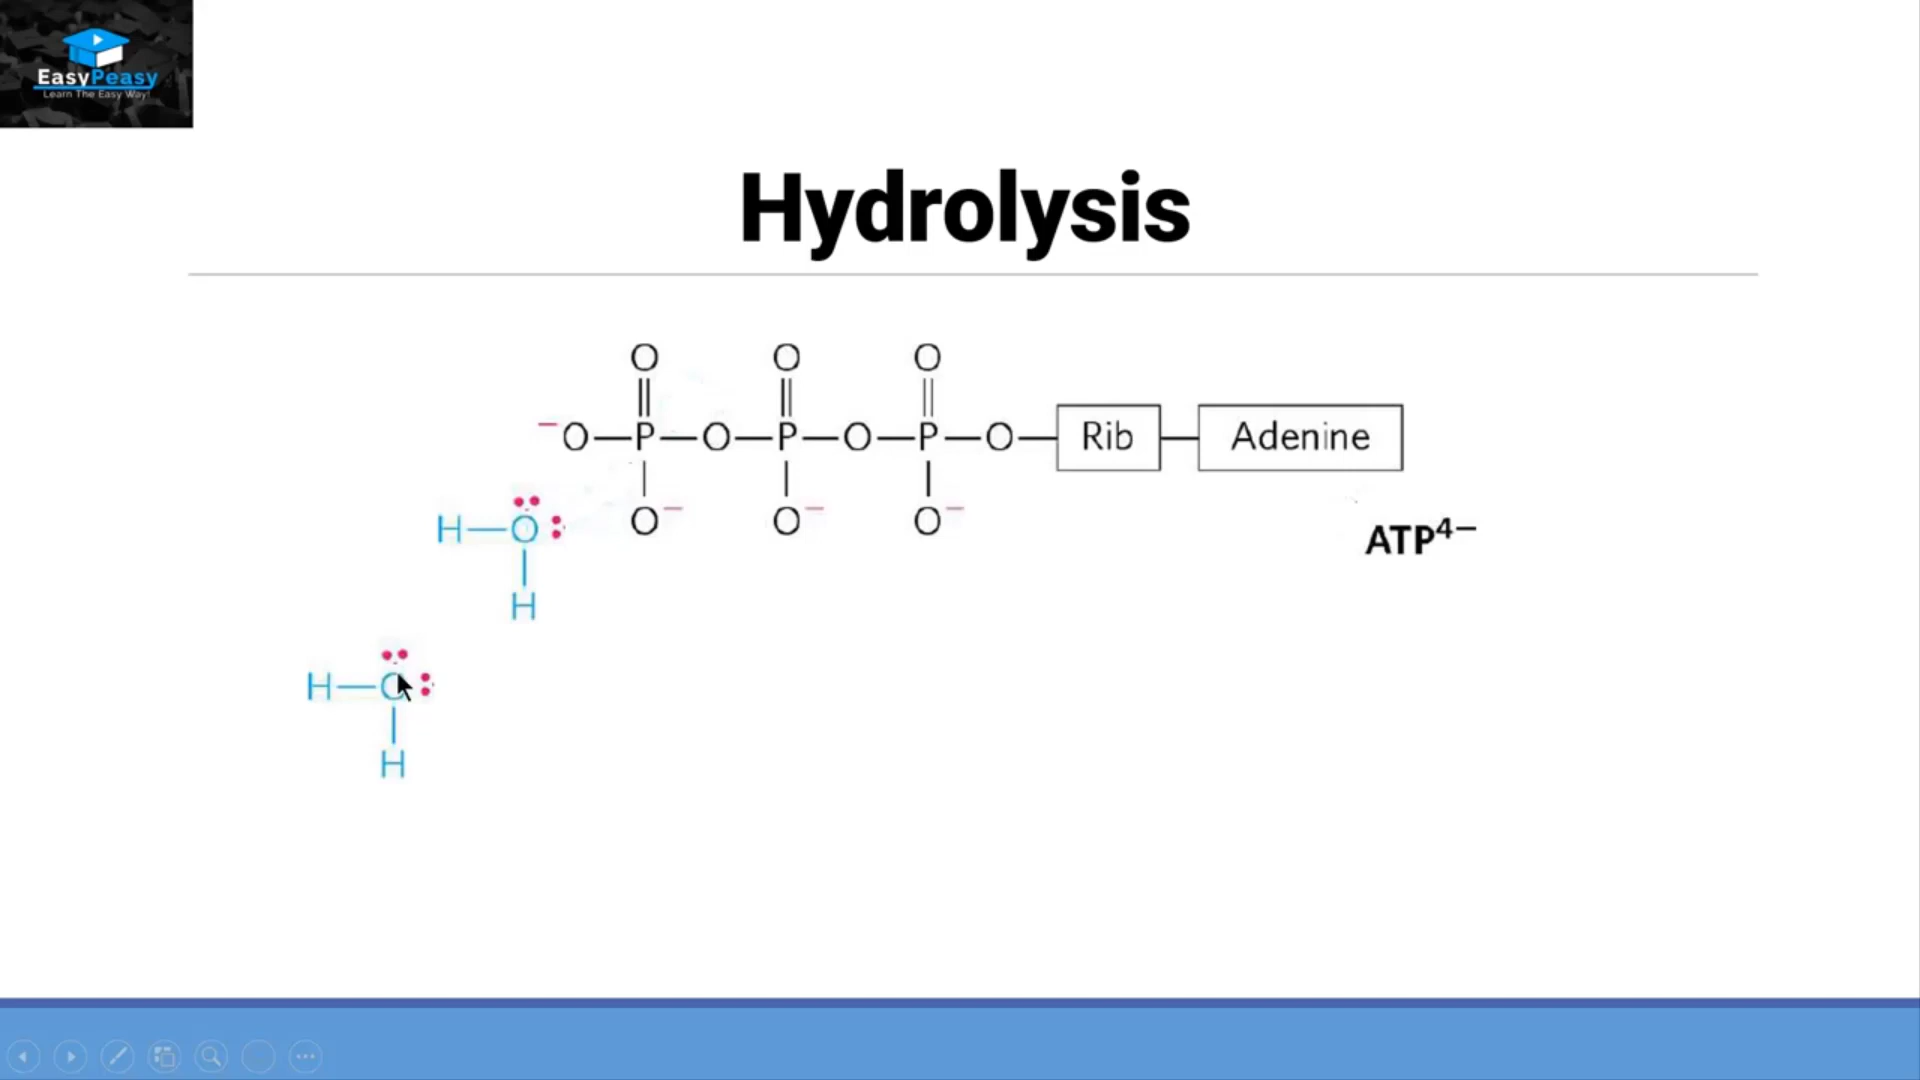 EasyPeasy
Learn The Easy Way!
Hydrolysis
O O O
⁻O—P—O—P—O—P—O—Rib—Adenine
O⁻ O⁻ O⁻
H—O
H
ATP⁴⁻
H—O
H